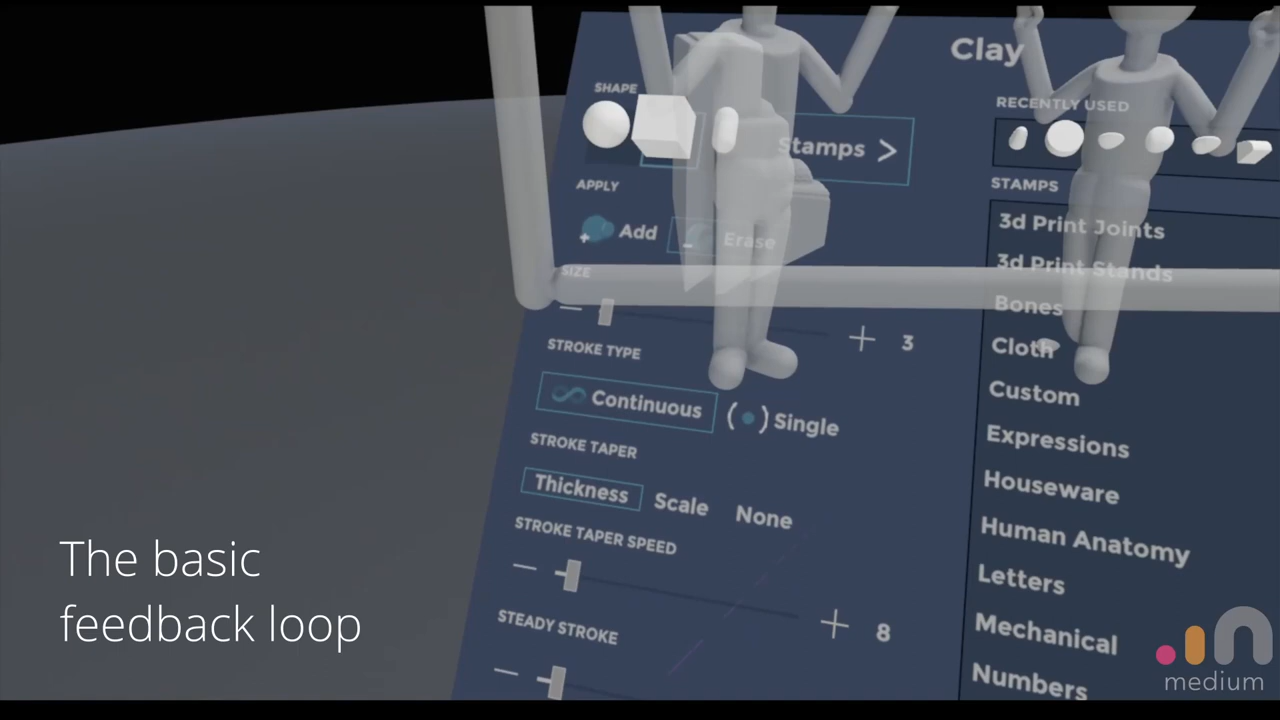 Clay
SHAPE
Stamps >
APPLY
Add
Erase
SIZE
3
STROKE TYPE
Continuous
Single
STROKE TAPER
Thickness Scale None
STROKE TAPER SPEED
8
STEADY STROKE
RECENTLY USED
STAMPS
3d Print Joints
3d Print Stands
Bones
Cloth
Custom
Expressions
Houseware
Human Anatomy
Letters
Mechanical
Numbers
The basic
feedback loop
medium